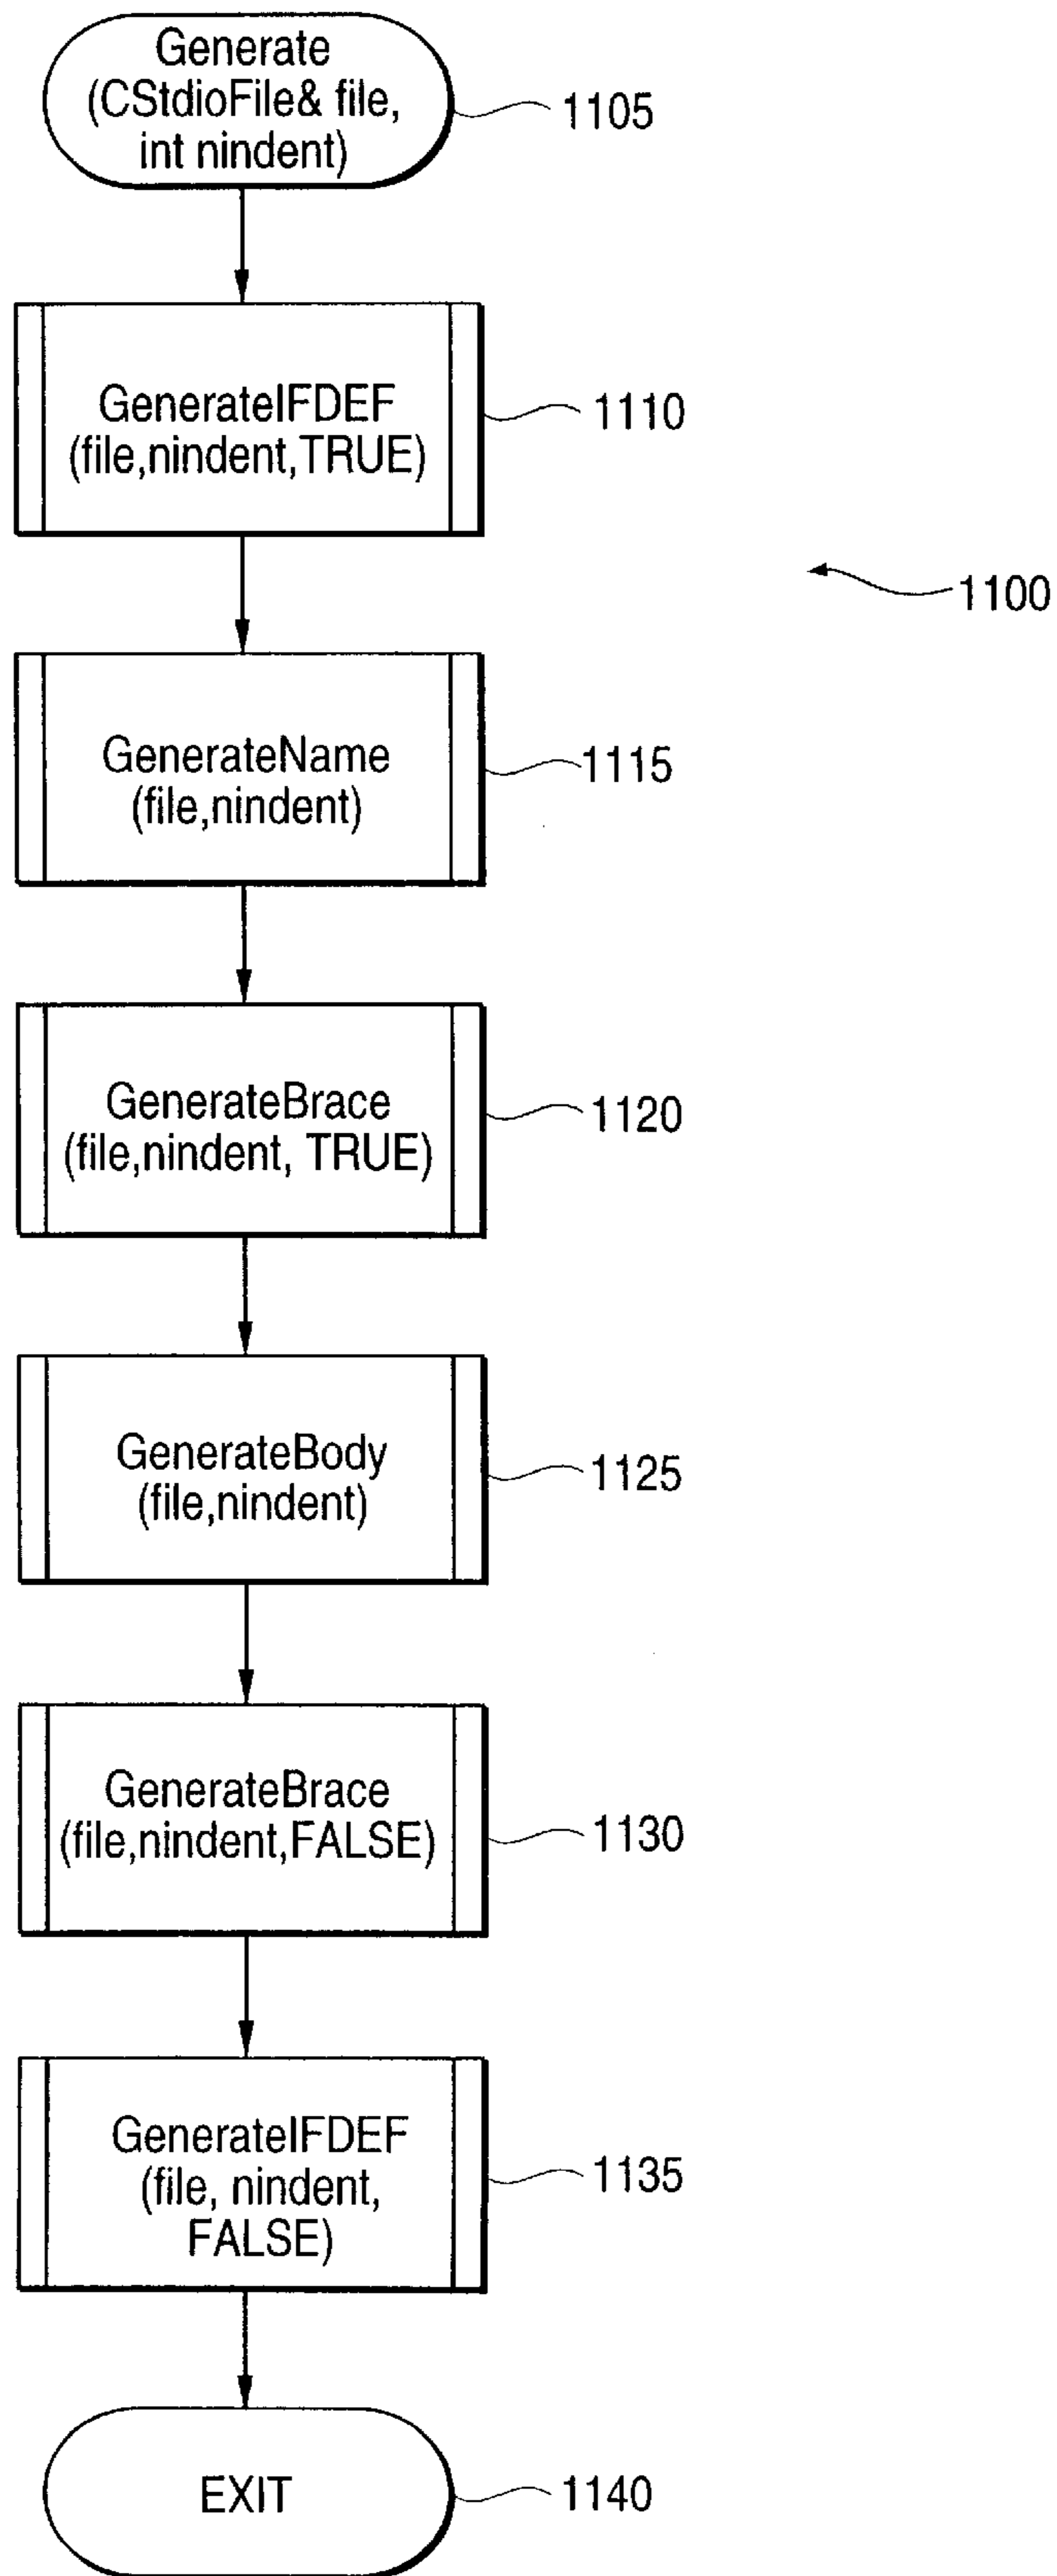 Generate
(CStdioFile& file,
int nindent)
1105
GenerateIFDEF
(file,nindent,TRUE)
1110
1100
GenerateName
(file,nindent)
1115
GenerateBrace
(file,nindent, TRUE)
1120
GenerateBody
(file,nindent)
1125
GenerateBrace
(file,nindent,FALSE)
1130
GenerateIFDEF
(file, nindent,
FALSE)
1135
EXIT
1140